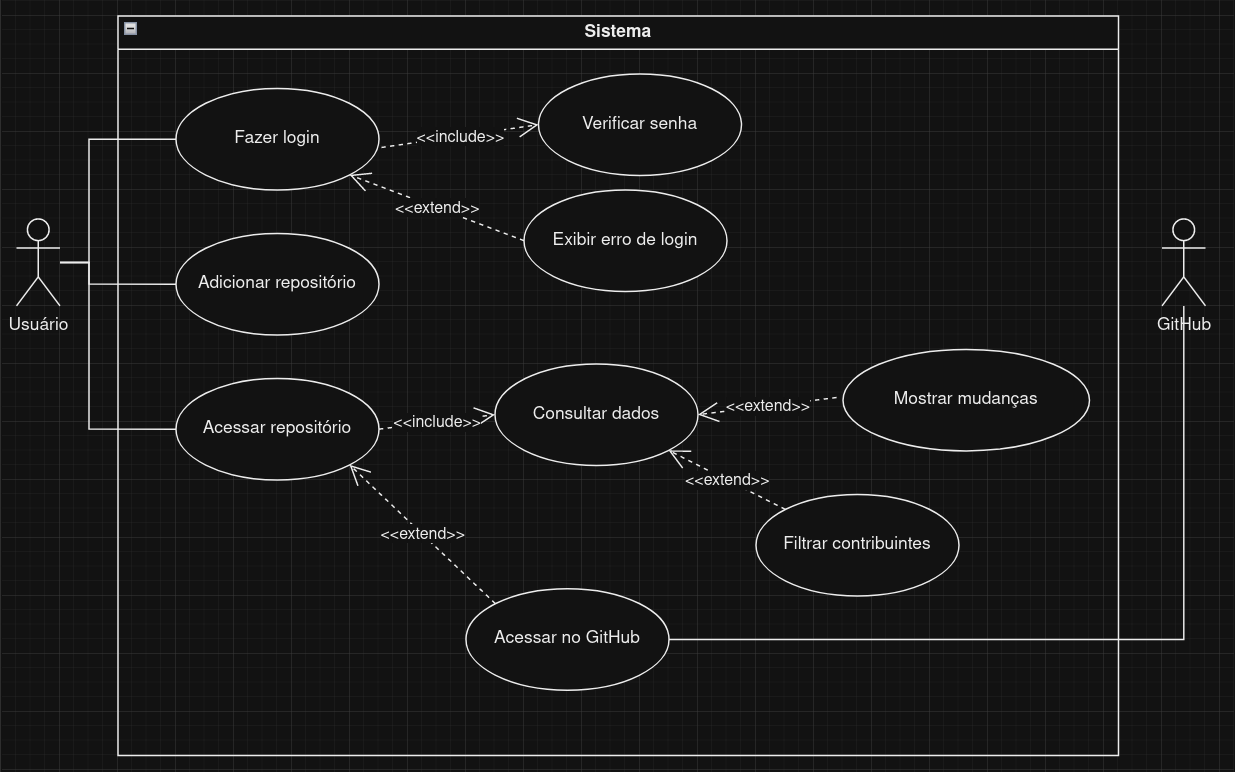 Sistema
Fazer login
<<include>>
Verificar senha
<<extend>>
Exibir erro de login
Adicionar repositório
Usuário
GitHub
Acessar repositório
<<include>>
Consultar dados
<<extend>>
Mostrar mudanças
<<extend>>
Filtrar contribuintes
<<extend>>
Acessar no GitHub